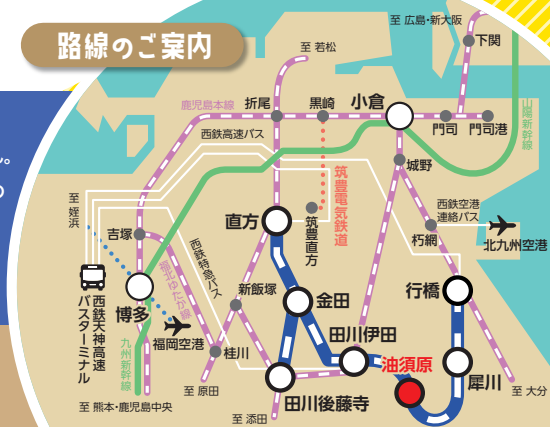 路線のご案内
至 広島・新大阪
下関
至 若松
鹿児島本線
折尾
黒崎
小倉
門司
門司港
山陽新幹線
西鉄高速バス
城野
筑豊電気鉄道
筑豊直方
至 姪浜
吉塚
直方
西鉄空港
連絡バス
朽網
北九州空港
西鉄特急バス
福北ゆたか線
新飯塚
金田
行橋
博多
西鉄天神高速
バスターミナル
福岡空港
九州新幹線
桂川
田川伊田
油須原
犀川
至 原田
田川後藤寺
至 大分
至 熊本・鹿児島中央
至 添田
の